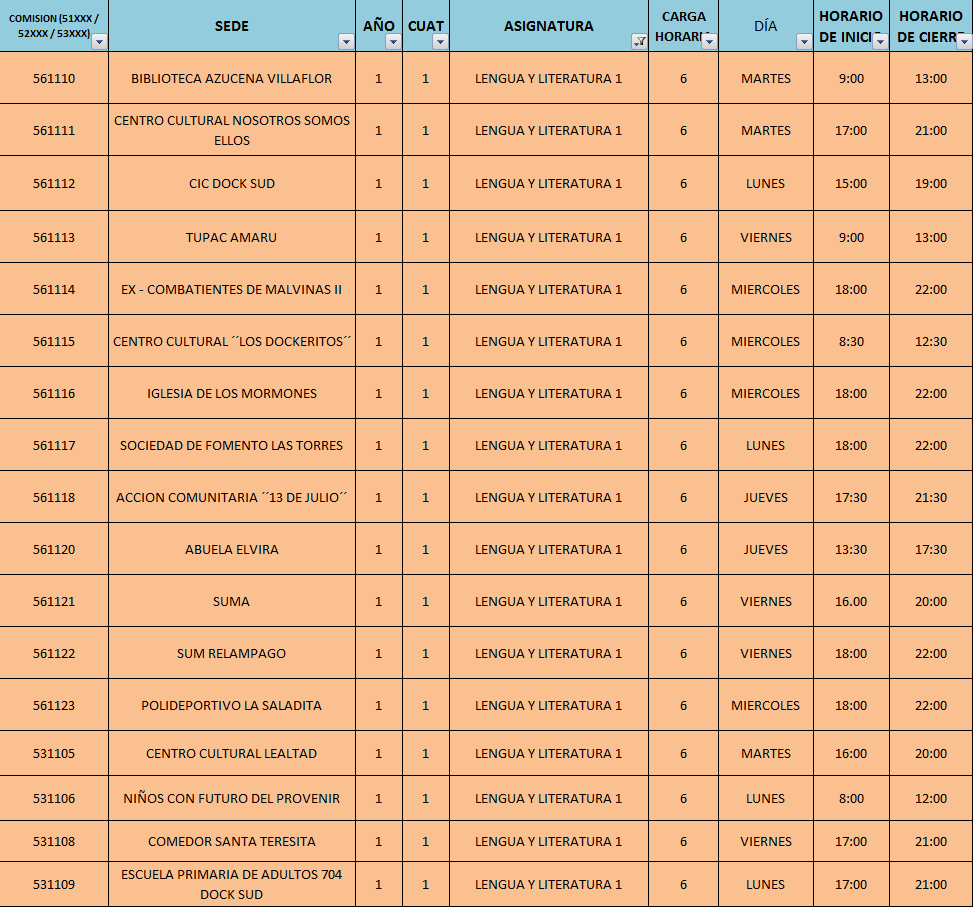 COMISION (51XXX / 52XXX / 53XXX) SEDE AÑO CUAT ASIGNATURA CARGA HORARI DÍA HORARIO DE INICI HORARIO DE CIERR
561110 BIBLIOTECA AZUCENA VILLAFLOR 1 1 LENGUA Y LITERATURA 1 6 MARTES 9:00 13:00
561111 CENTRO CULTURAL NOSOTROS SOMOS ELLOS 1 1 LENGUA Y LITERATURA 1 6 MARTES 17:00 21:00
561112 CIC DOCK SUD 1 1 LENGUA Y LITERATURA 1 6 LUNES 15:00 19:00
561113 TUPAC AMARU 1 1 LENGUA Y LITERATURA 1 6 VIERNES 9:00 13:00
561114 EX - COMBATIENTES DE MALVINAS II 1 1 LENGUA Y LITERATURA 1 6 MIERCOLES 18:00 22:00
561115 CENTRO CULTURAL ´´LOS DOCKERITOS´´ 1 1 LENGUA Y LITERATURA 1 6 MIERCOLES 8:30 12:30
561116 IGLESIA DE LOS MORMONES 1 1 LENGUA Y LITERATURA 1 6 MIERCOLES 18:00 22:00
561117 SOCIEDAD DE FOMENTO LAS TORRES 1 1 LENGUA Y LITERATURA 1 6 LUNES 18:00 22:00
561118 ACCION COMUNITARIA ´´13 DE JULIO´´ 1 1 LENGUA Y LITERATURA 1 6 JUEVES 17:30 21:30
561120 ABUELA ELVIRA 1 1 LENGUA Y LITERATURA 1 6 JUEVES 13:30 17:30
561121 SUMA 1 1 LENGUA Y LITERATURA 1 6 VIERNES 16.00 20:00
561122 SUM RELAMPAGO 1 1 LENGUA Y LITERATURA 1 6 VIERNES 18:00 22:00
561123 POLIDEPORTIVO LA SALADITA 1 1 LENGUA Y LITERATURA 1 6 MIERCOLES 18:00 22:00
531105 CENTRO CULTURAL LEALTAD 1 1 LENGUA Y LITERATURA 1 6 MARTES 16:00 20:00
531106 NIÑOS CON FUTURO DEL PROVENIR 1 1 LENGUA Y LITERATURA 1 6 LUNES 8:00 12:00
531108 COMEDOR SANTA TERESITA 1 1 LENGUA Y LITERATURA 1 6 VIERNES 17:00 21:00
531109 ESCUELA PRIMARIA DE ADULTOS 704 DOCK SUD 1 1 LENGUA Y LITERATURA 1 6 LUNES 17:00 21:00